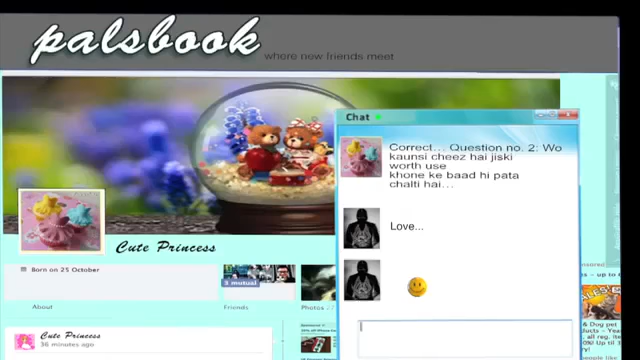 palsbook
where new friends meet
Chat
Correct... Question no. 2: Wo
kaunsi cheez hai jiski
worth use
khone ke baad hi pata
chalti hai...
Love...
Cute Princess
Born on 25 October
3 mutual
About
Friends
Photos
Cute Princess
36 minutes ago